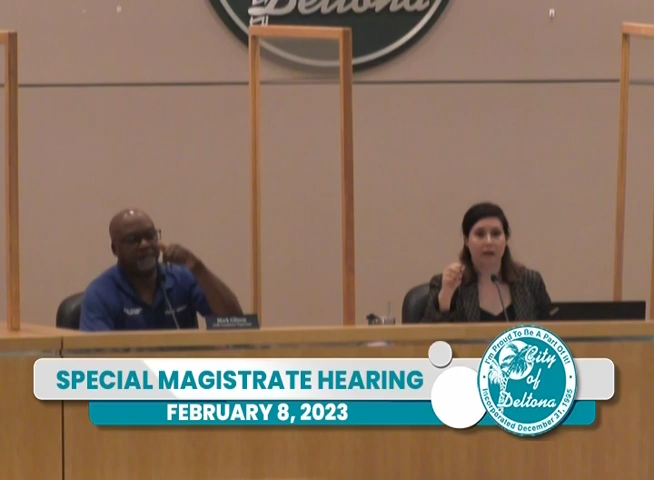 Deltona
SPECIAL MAGISTRATE HEARING
FEBRUARY 8, 2023
I'm Proud To Be A Part Of It!
City
of
Deltona
Incorporated December 31, 1995